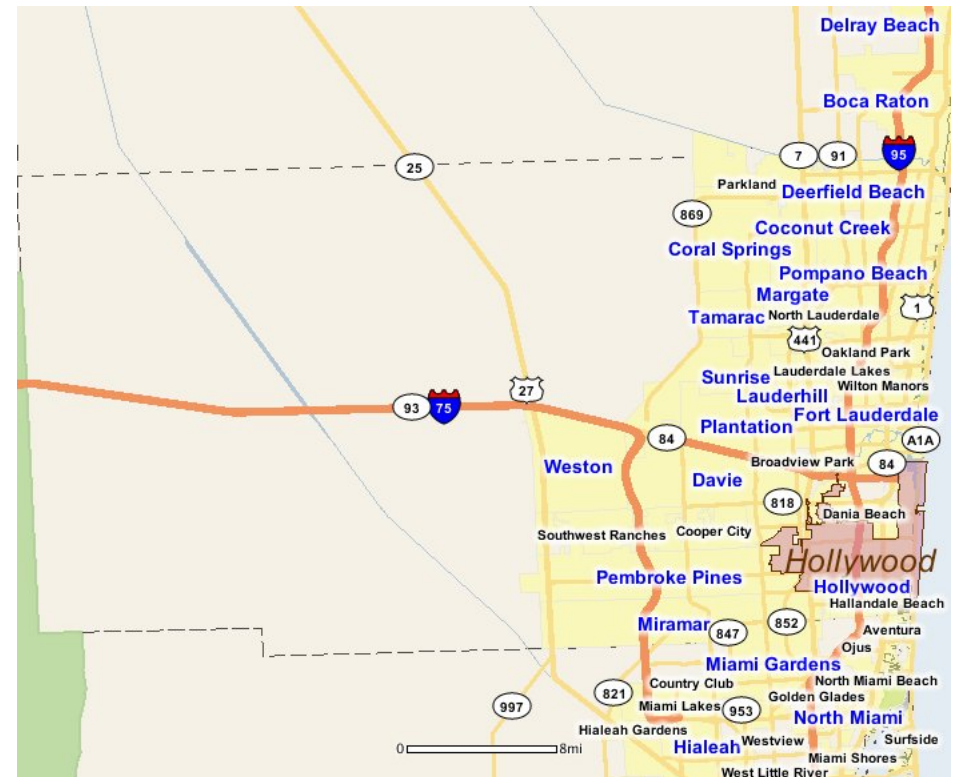 Delray Beach
Boca Raton
25
7
91
95
Parkland
Deerfield Beach
869
Coconut Creek
Coral Springs
Pompano Beach
Margate
1
Tamarac
North Lauderdale
441
Oakland Park
Lauderdale Lakes
Sunrise
Wilton Manors
27
Lauderhill
93
75
Fort Lauderdale
Plantation
84
A1A
Broadview Park
84
Weston
Davie
818
Dania Beach
Southwest Ranches
Cooper City
Hollywood
Pembroke Pines
Hollywood
Hallandale Beach
Miramar
847
852
Aventura
Ojus
Miami Gardens
Country Club
North Miami Beach
821
Golden Glades
997
Miami Lakes
953
North Miami
Hialeah Gardens
Hialeah
Westview
Surfside
0
8mi
Miami Shores
West Little River